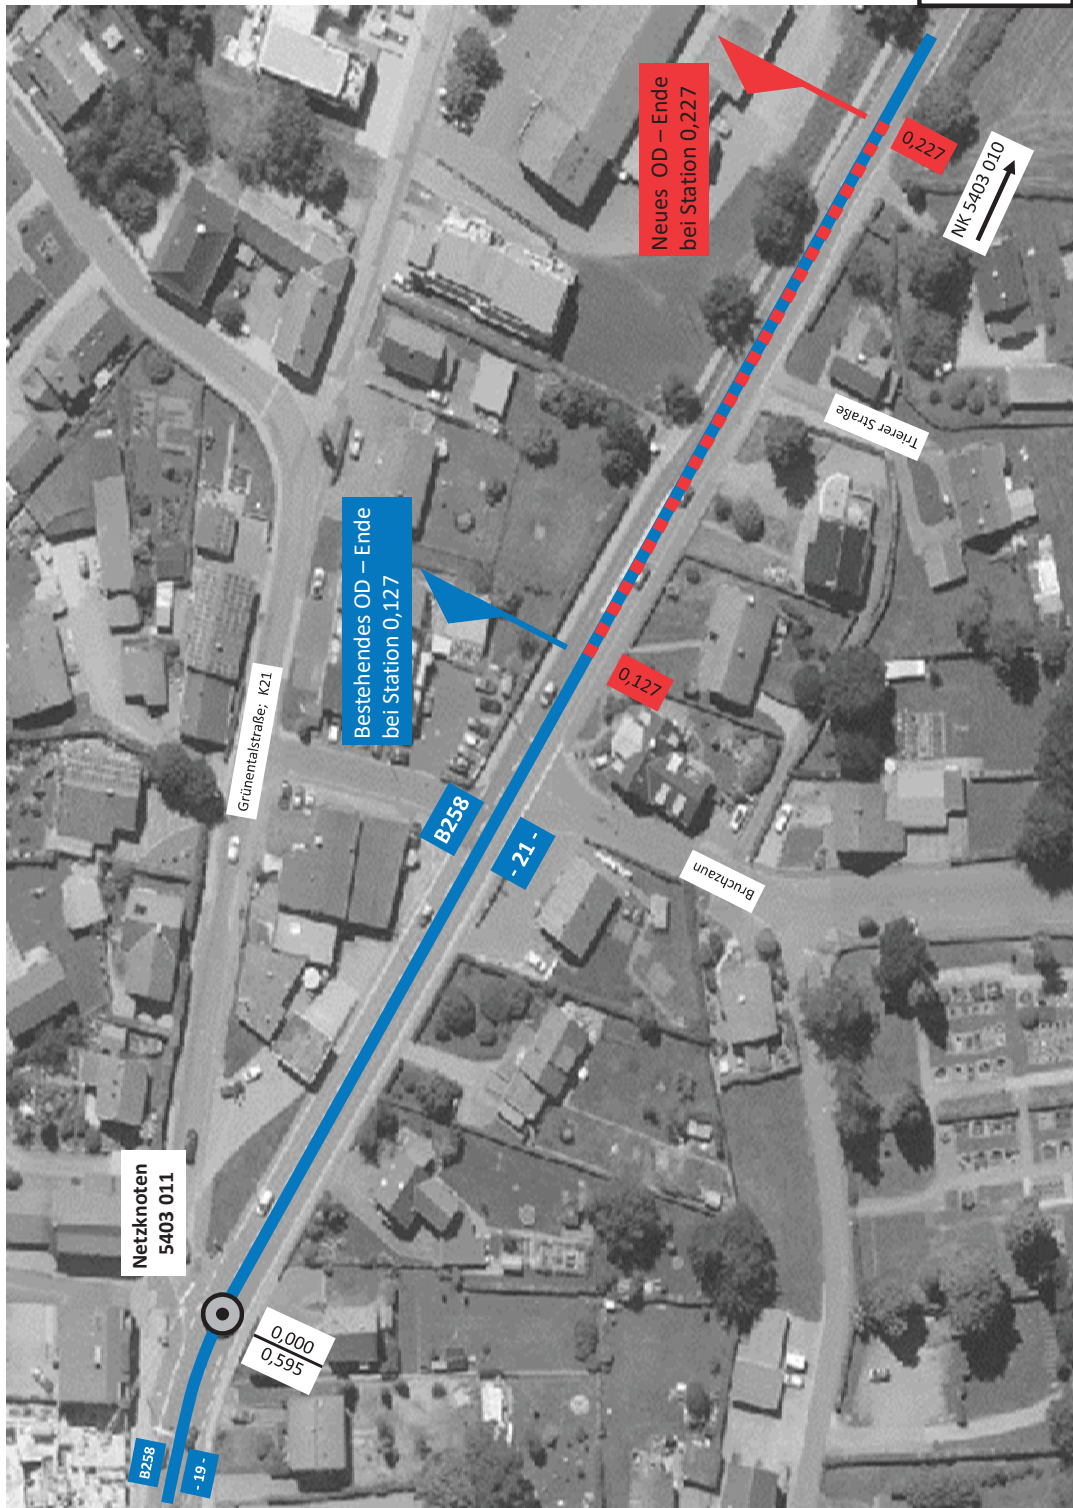 Neues OD – Ende
bei Station 0,227
0,227
NK 5403 010
Trierer Straße
Bestehendes OD – Ende
bei Station 0,127
0,127
Grünentalstraße; K21
B258
- 21 -
Bruchzaun
Netzknoten
5403 011
0,000
0,595
B258
- 19 -